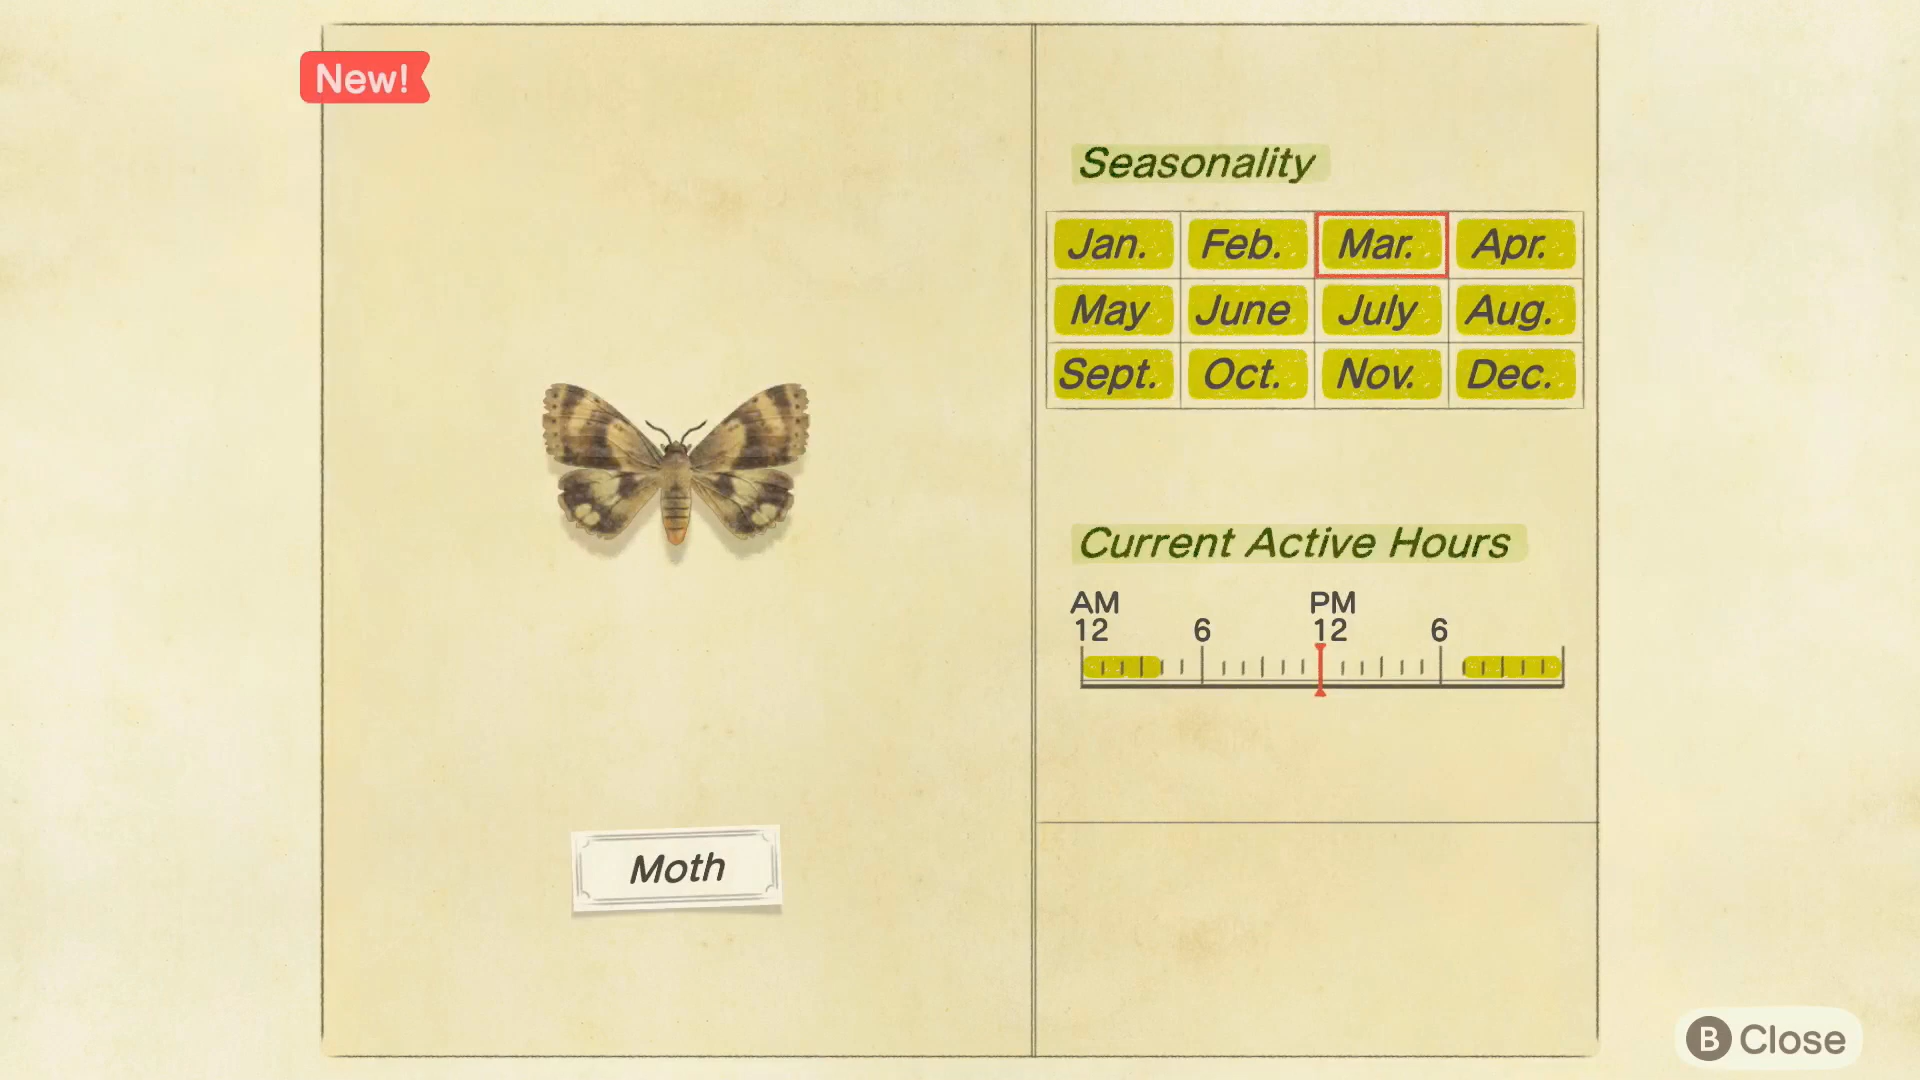 New!
Seasonality
Jan. Feb. Mar. Apr.
May June July Aug.
Sept. Oct. Nov. Dec.
Current Active Hours
AM PM
12 6 12 6
Moth
B Close